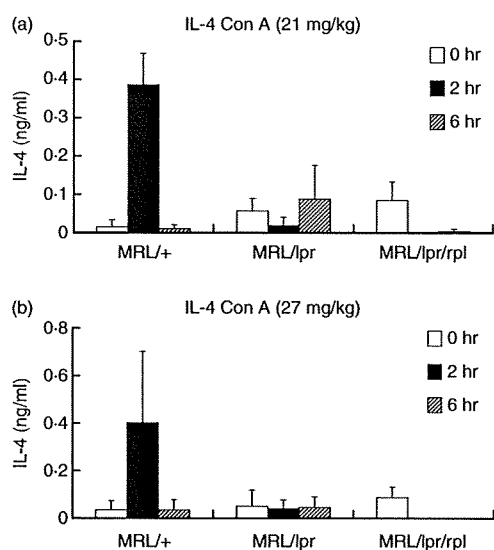 (a)
IL-4 Con A (21 mg/kg)
0·5
0·4
0·3
0·2
0·1
0
IL-4 (ng/ml)
0 hr
2 hr
6 hr
MRL/+
MRL/lpr
MRL/lpr/rpl
(b)
IL-4 Con A (27 mg/kg)
0·8
0·6
0·4
0·2
0
IL-4 (ng/ml)
0 hr
2 hr
6 hr
MRL/+
MRL/lpr
MRL/lpr/rpl